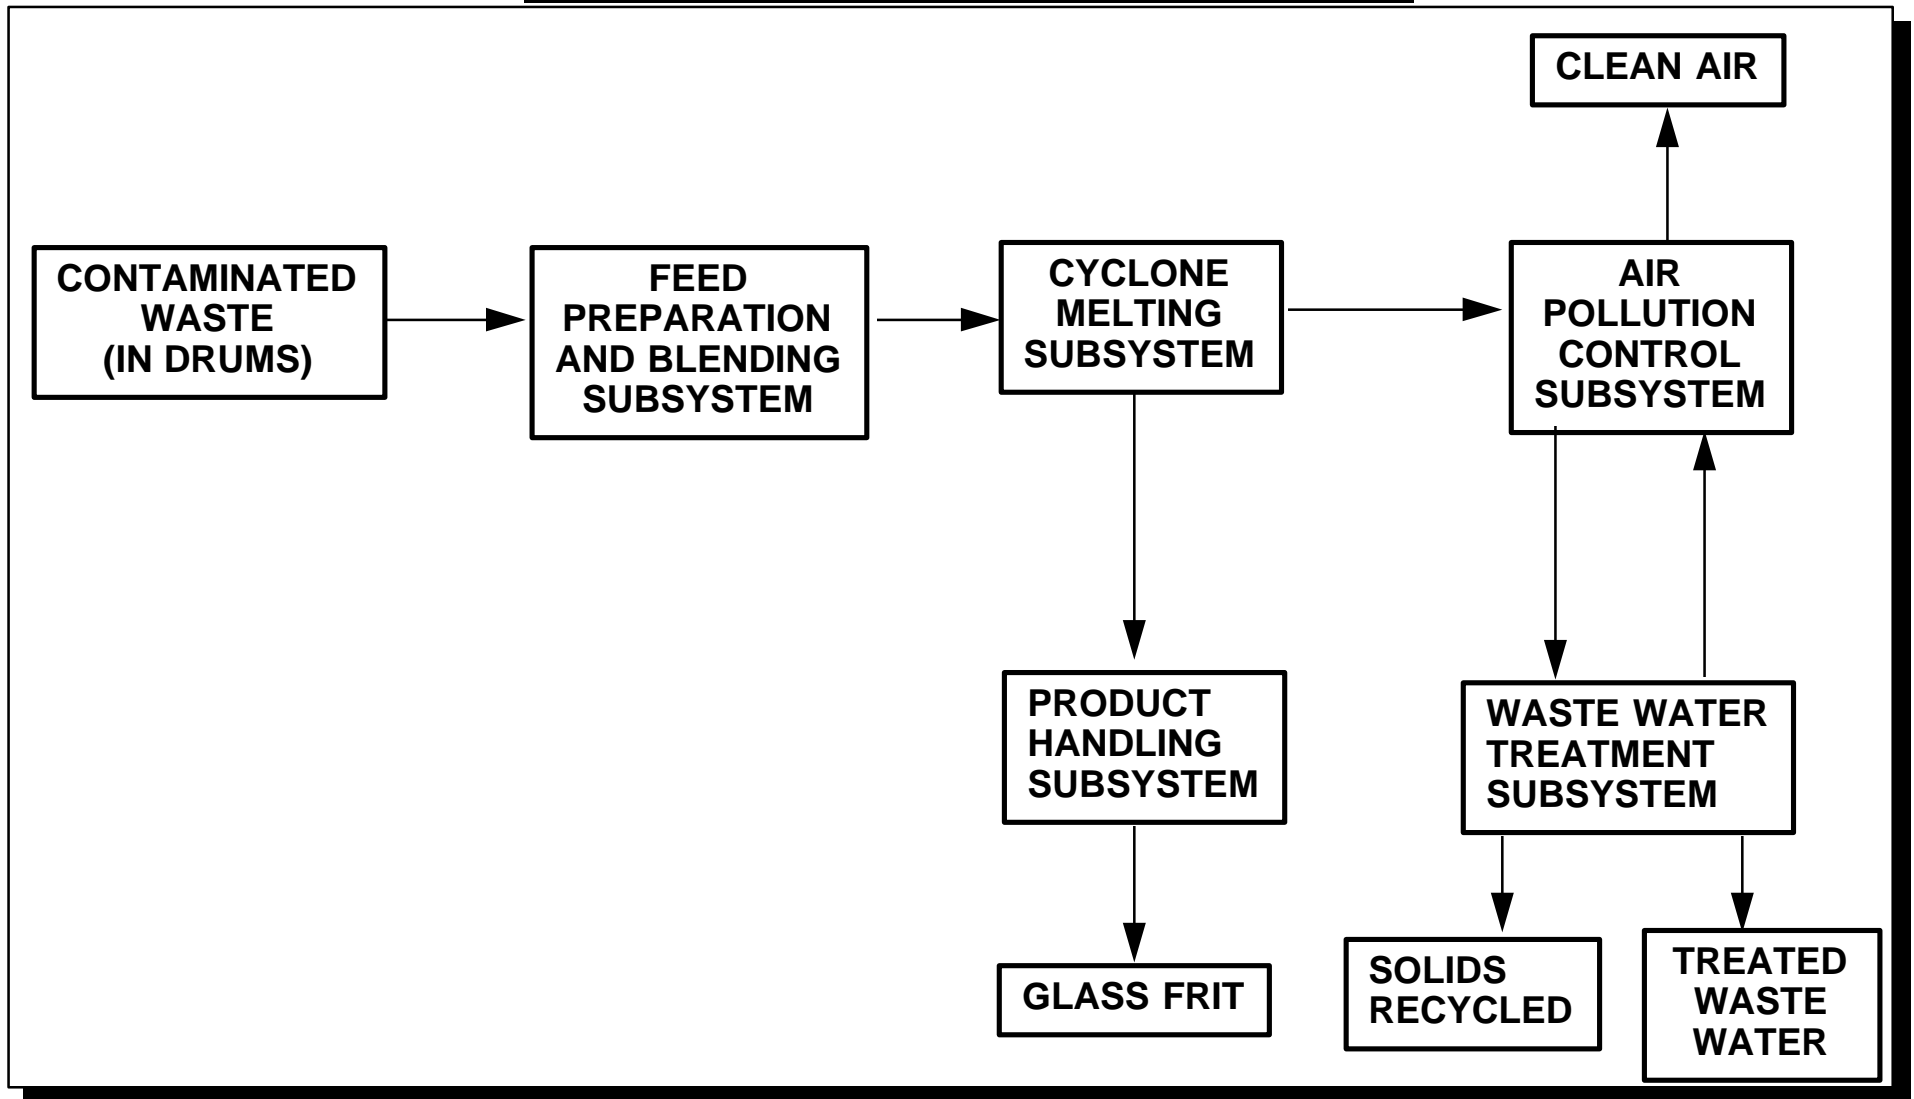 CLEAN AIR
CONTAMINATED
WASTE
(IN DRUMS)
FEED
PREPARATION
AND BLENDING
SUBSYSTEM
CYCLONE
MELTING
SUBSYSTEM
AIR
POLLUTION
CONTROL
SUBSYSTEM
PRODUCT
HANDLING
SUBSYSTEM
WASTE WATER
TREATMENT
SUBSYSTEM
GLASS FRIT
SOLIDS
RECYCLED
TREATED
WASTE
WATER